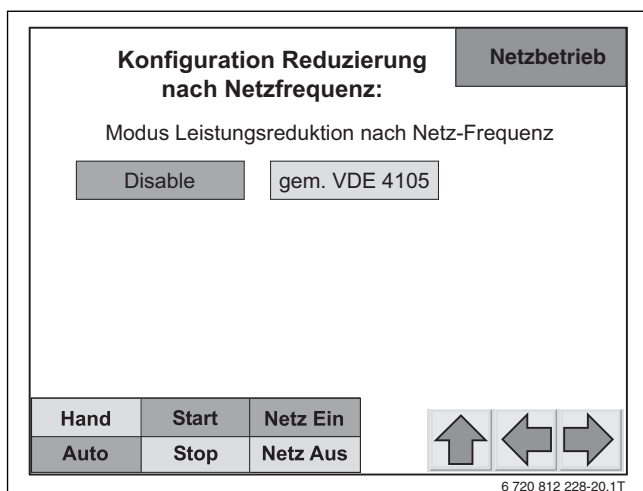 Konfiguration Reduzierung
nach Netzfrequenz:
Netzbetrieb
Modus Leistungsreduktion nach Netz-Frequenz
Disable
gem. VDE 4105
Hand Start Netz Ein
Auto Stop Netz Aus
6 720 812 228-20.1T